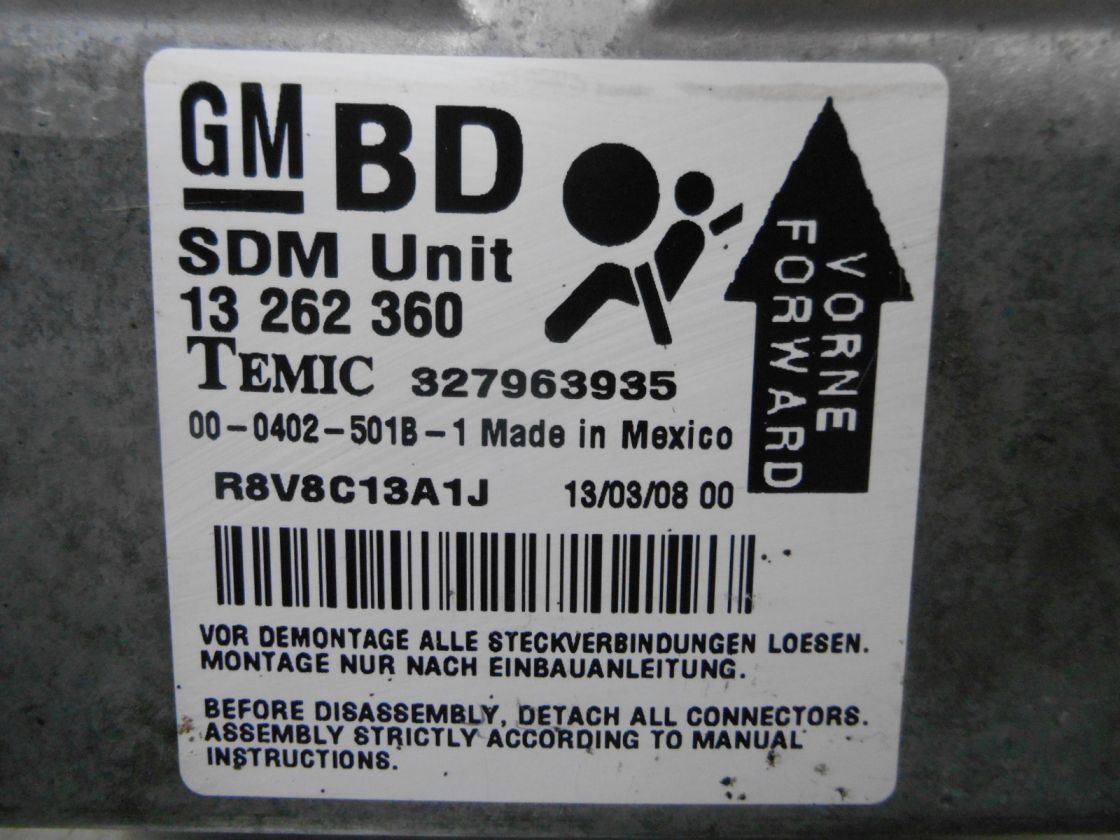 GM BD
SDM Unit
13 262 360
TEMIC 327963935
00-0402-501B-1 Made in Mexico
R8V8C13A1J 13/03/08 00
VORNE
FORWARD
VOR DEMONTAGE ALLE STECKVERBINDUNGEN LOESEN.
MONTAGE NUR NACH EINBAUANLEITUNG.
BEFORE DISASSEMBLY, DETACH ALL CONNECTORS.
ASSEMBLY STRICTLY ACCORDING TO MANUAL
INSTRUCTIONS.